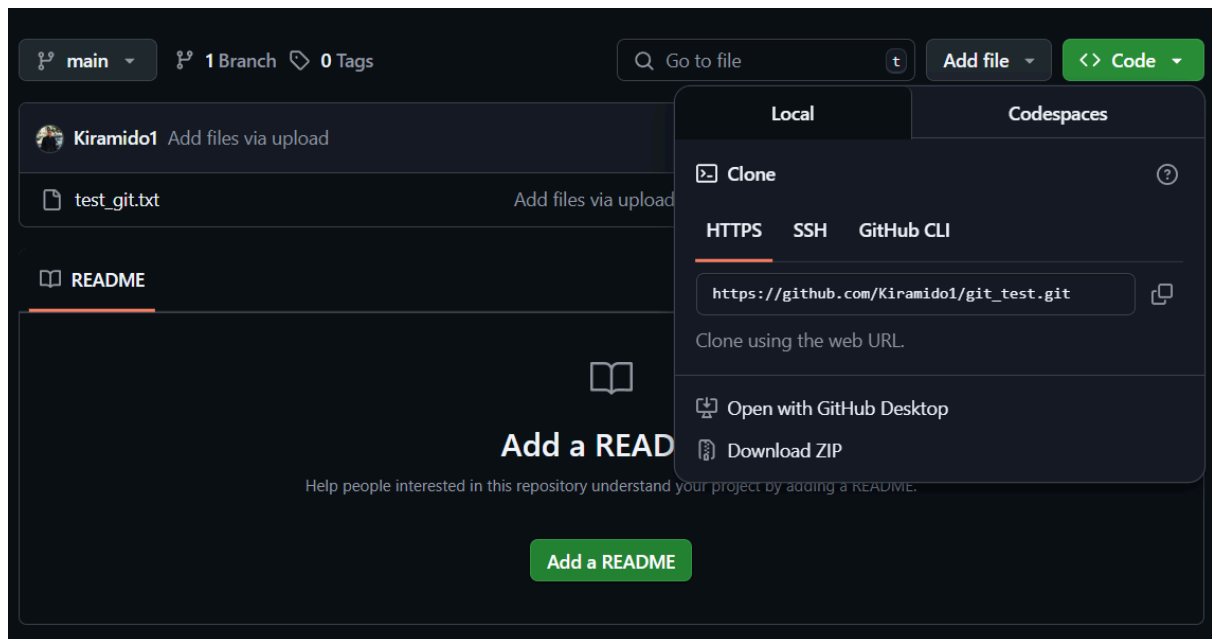 main 1 Branch 0 Tags Go to file t Add file <> Code
Local Codespaces
Kiramido1 Add files via upload
Clone
test_git.txt Add files via upload
HTTPS SSH GitHub CLI
README
https://github.com/Kiramido1/git_test.git
Clone using the web URL.
Open with GitHub Desktop
Download ZIP
Add a READ
Help people interested in this repository understand your project by adding a README.
Add a README